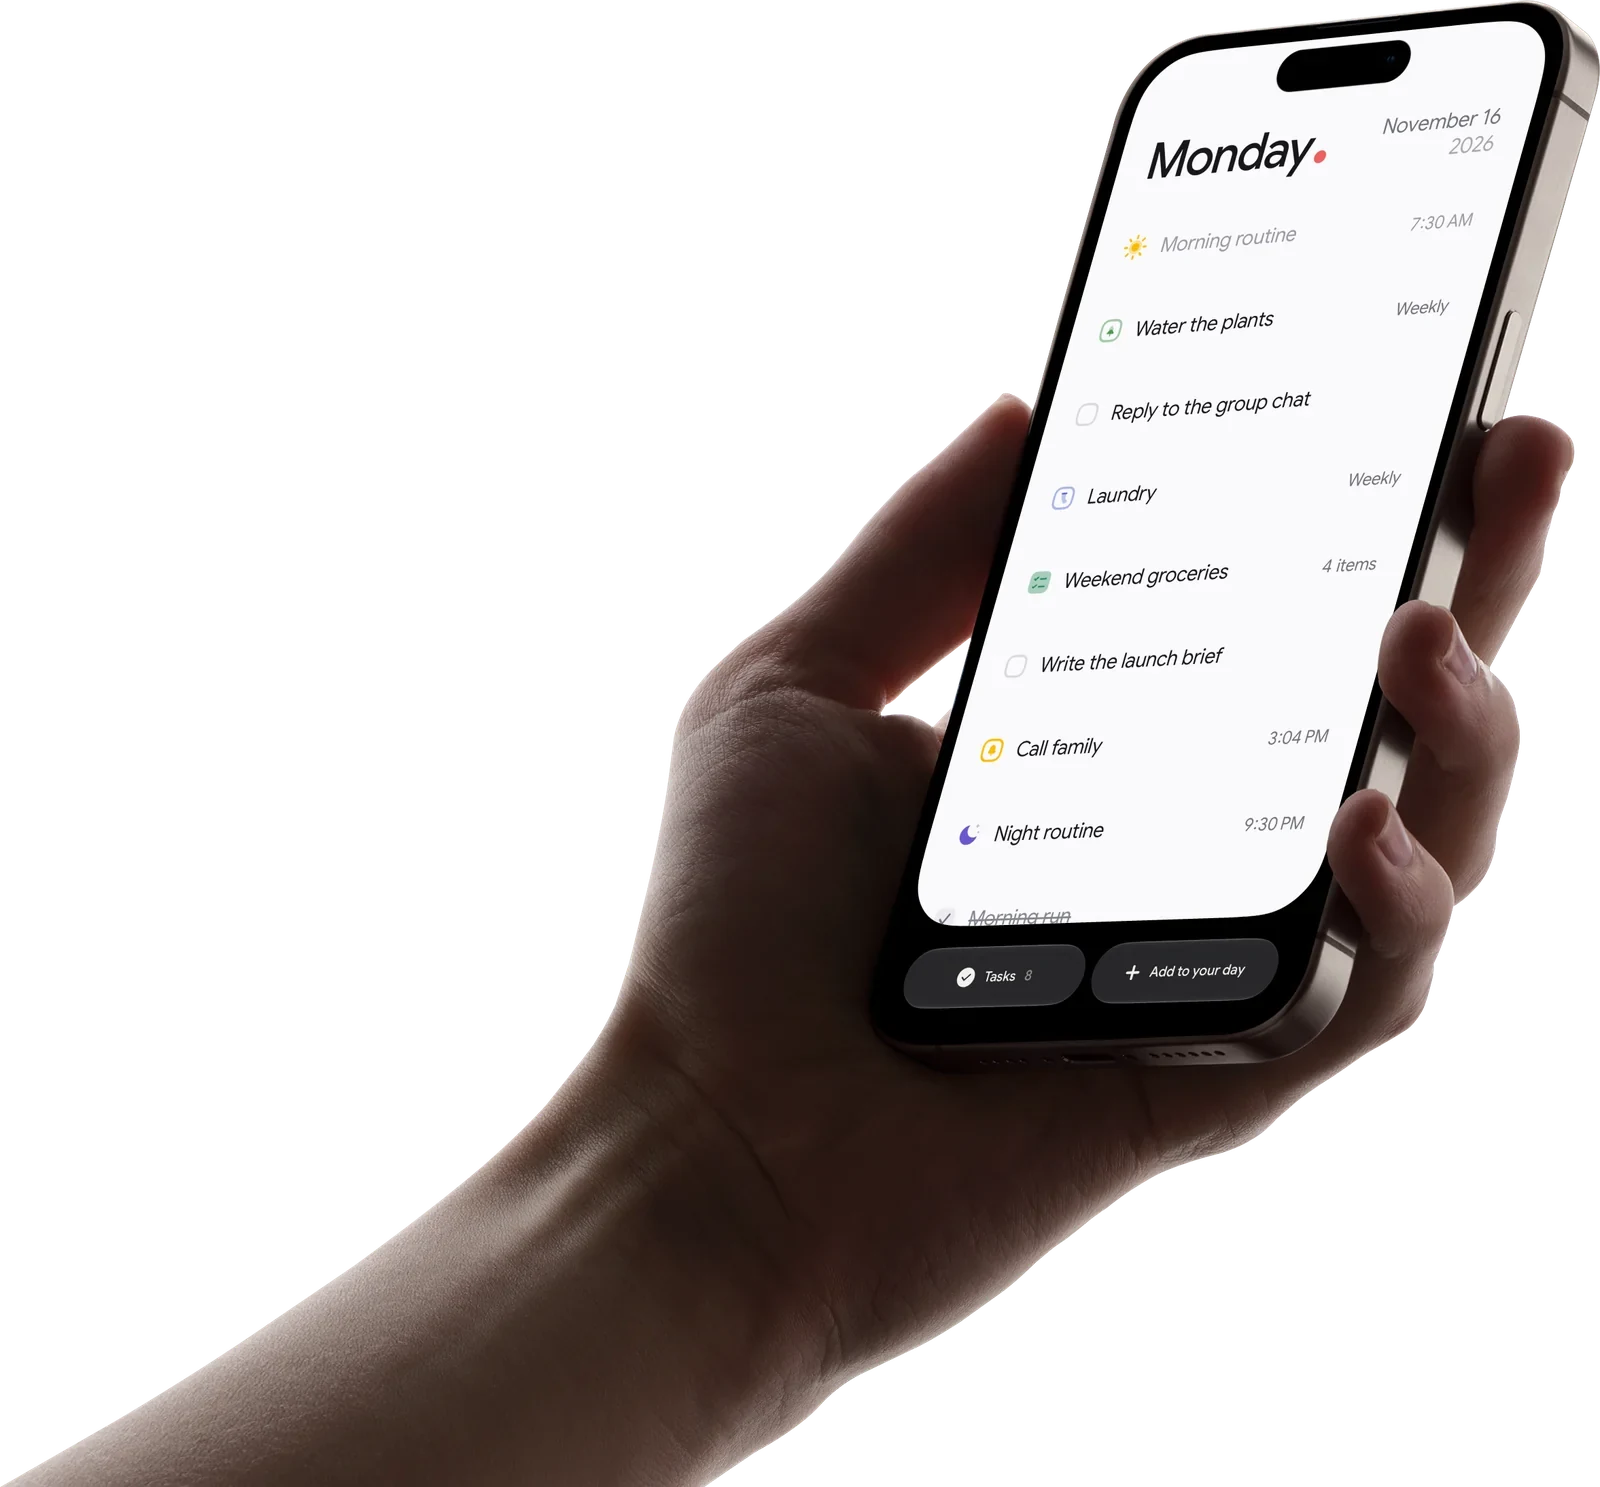 Monday.
November 16
2026
Morning routine
7:30 AM
Water the plants
Weekly
Reply to the group chat
Laundry
Weekly
Weekend groceries
4 items
Write the launch brief
Call family
3:04 PM
Night routine
9:30 PM
Morning run
Tasks 8
Add to your day